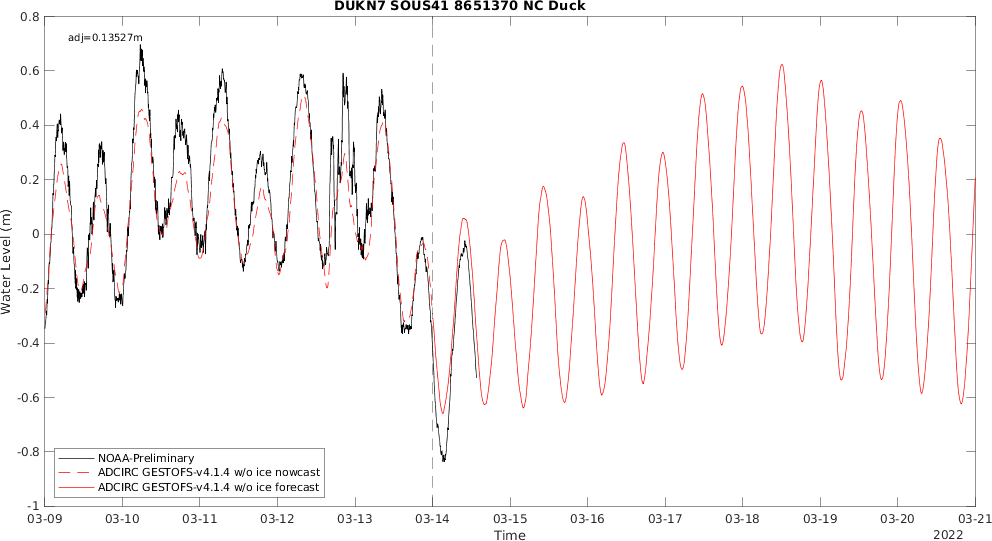 DUKN7 SOUS41 8651370 NC Duck
adj=0.13527m
0.8
0.6
0.4
0.2
0
-0.2
-0.4
-0.6
-0.8
-1
Water Level (m)
NOAA-Preliminary
ADCIRC GESTOFS-v4.1.4 w/o ice nowcast
ADCIRC GESTOFS-v4.1.4 w/o ice forecast
03-09 03-10 03-11 03-12 03-13 03-14 03-15 03-16 03-17 03-18 03-19 03-20 03-21
Time
2022